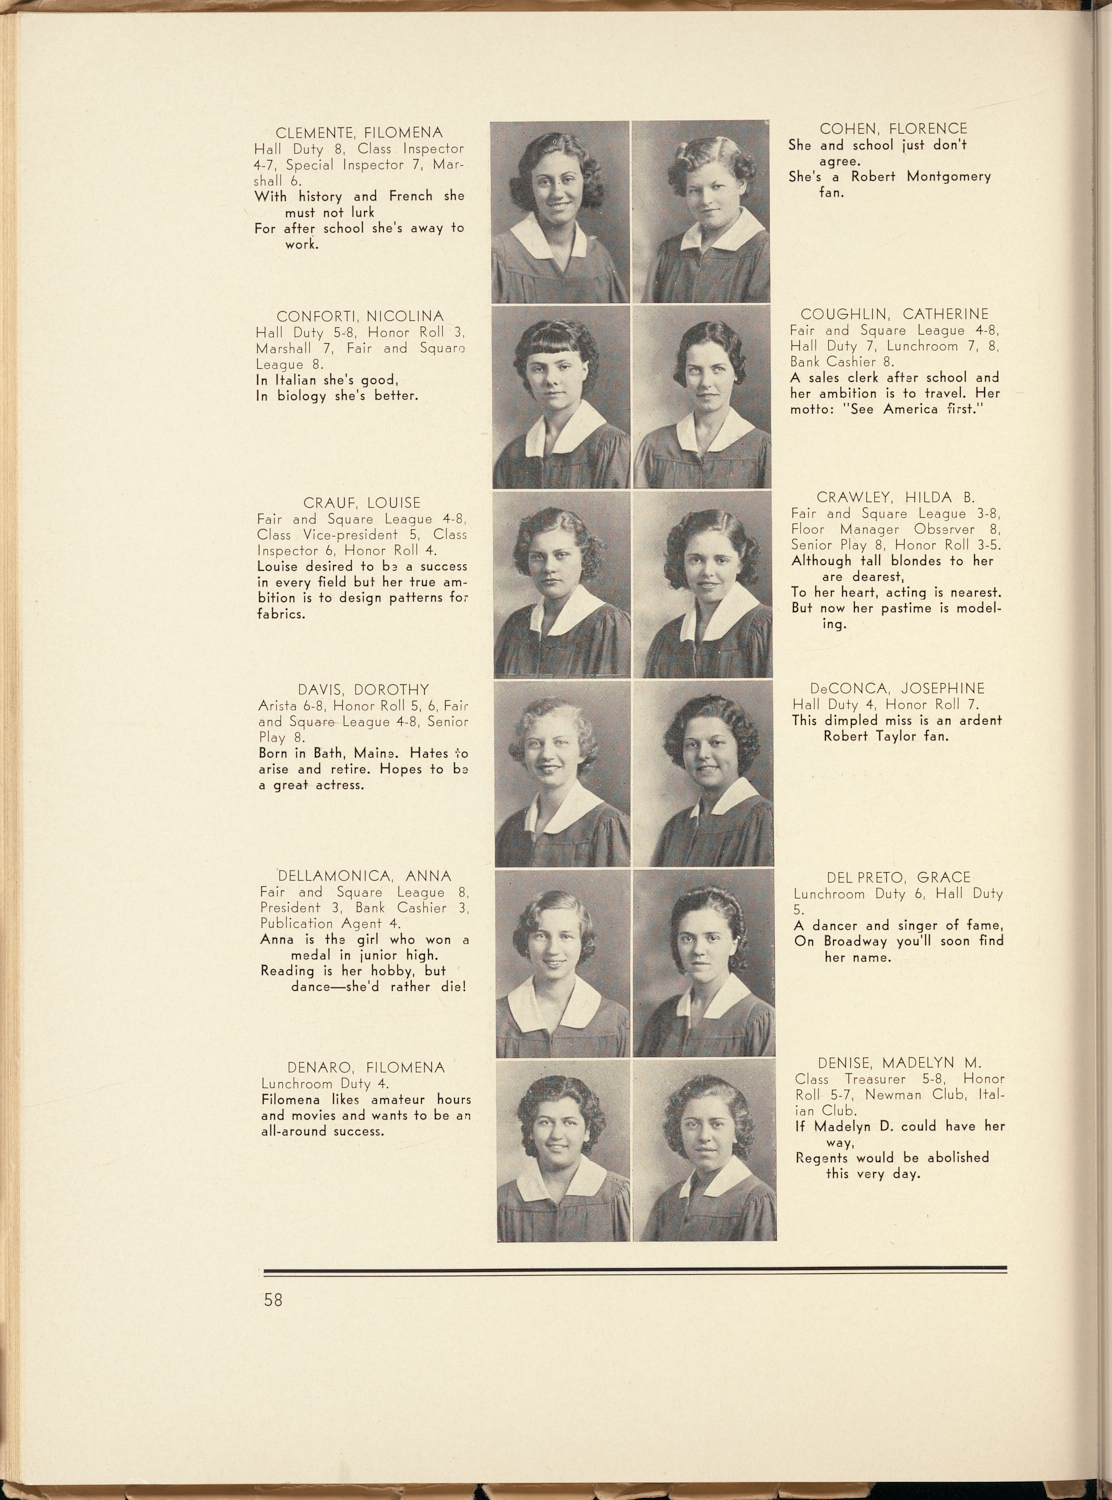 CLEMENTE, FILOMENA
Hall Duty 8, Class Inspector
4-7, Special Inspector 7, Mar-
shall 6.
With history and French she
must not lurk
For after school she's away to
work.
COHEN, FLORENCE
She and school just don't
agree.
She's a Robert Montgomery
fan.
CONFORTI, NICOLINA
Hall Duty 5-8, Honor Roll 3,
Marshall 7, Fair and Square
League 8.
In Italian she's good,
In biology she's better.
COUGHLIN, CATHERINE
Fair and Square League 4-8,
Hall Duty 7, Lunchroom 7, 8,
Bank Cashier 8.
A sales clerk after school and
her ambition is to travel. Her
motto: "See America first."
CRAUF, LOUISE
Fair and Square League 4-8,
Class Vice-president 5, Class
Inspector 6, Honor Roll 4.
Louise desired to be a success
in every field but her true am-
bition is to design patterns for
fabrics.
CRAWLEY, HILDA B.
Fair and Square League 3-8,
Floor Manager Observer 8,
Senior Play 8, Honor Roll 3-5.
Although tall blondes to her
are dearest,
To her heart, acting is nearest.
But now her pastime is model-
ing.
DAVIS, DOROTHY
Arista 6-8, Honor Roll 5, 6, Fair
and Square League 4-8, Senior
Play 8.
Born in Bath, Maine. Hates to
arise and retire. Hopes to be
a great actress.
DeCONCA, JOSEPHINE
Hall Duty 4, Honor Roll 7.
This dimpled miss is an ardent
Robert Taylor fan.
DELLAMONICA, ANNA
Fair and Square League 8,
President 3, Bank Cashier 3,
Publication Agent 4.
Anna is the girl who won a
medal in junior high.
Reading is her hobby, but
dance—she'd rather die!
DEL PRETO, GRACE
Lunchroom Duty 6, Hall Duty
5.
A dancer and singer of fame,
On Broadway you'll soon find
her name.
DENARO, FILOMENA
Lunchroom Duty 4.
Filomena likes amateur hours
and movies and wants to be an
all-around success.
DENISE, MADELYN M.
Class Treasurer 5-8, Honor
Roll 5-7, Newman Club, Ital-
ian Club.
If Madelyn D. could have her
way,
Regents would be abolished
this very day.
58